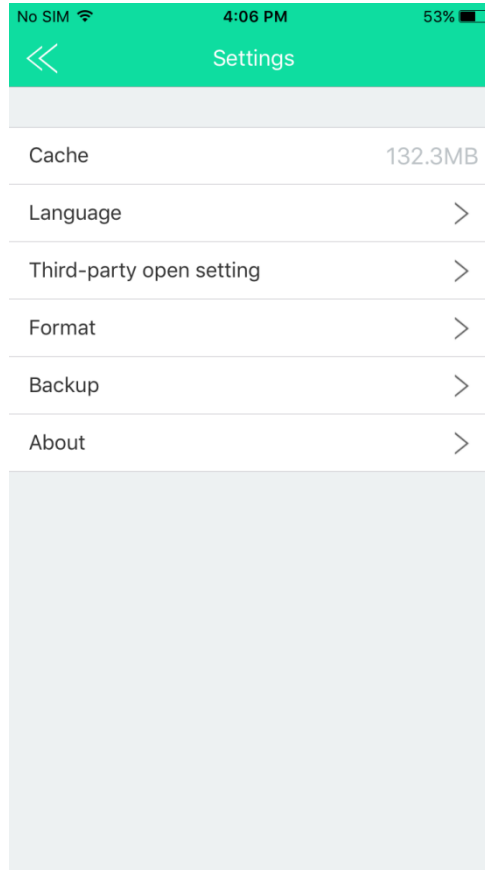 No SIM 4:06 PM 53%
Settings
Cache 132.3MB
Language
Third-party open setting
Format
Backup
About